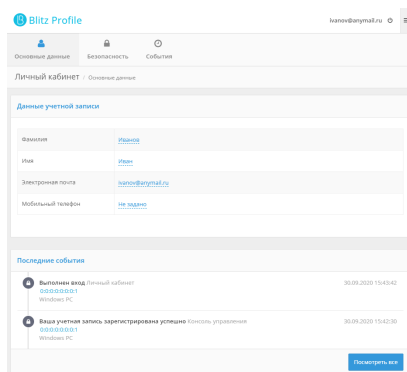 Blitz Profile
ivanov@anymail.ru
Основные данные Безопасность События
Личный кабинет / Основные данные
Данные учетной записи
Фамилия Иванов
Имя Иван
Электронная почта ivanov@anymail.ru
Мобильный телефон Не задано
Последние события
Выполнен вход Личный кабинет 30.09.2020 15:43:42
0:0:0:0:0:0:0:1
Windows PC
Ваша учетная запись зарегистрирована успешно Консоль управления 30.09.2020 15:42:30
0:0:0:0:0:0:0:1
Windows PC
Посмотреть все